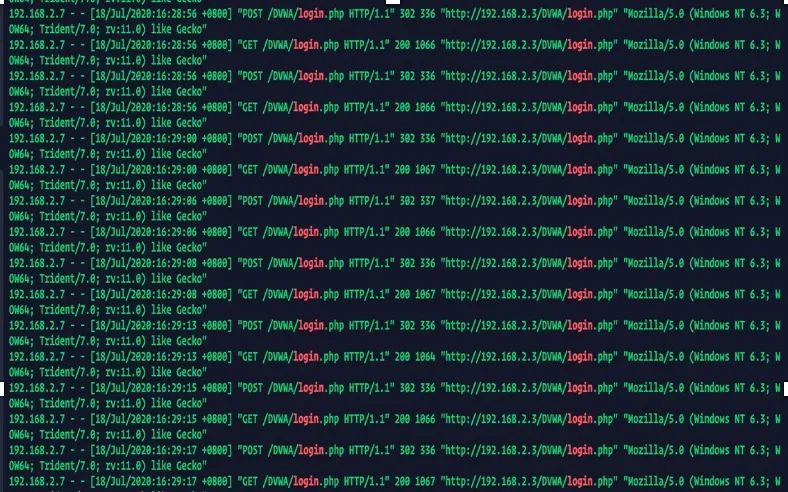 192.168.2.7 - - [18/Jul/2020:16:28:56 +0800] "POST /DVWA/login.php HTTP/1.1" 302 336 "http://192.168.2.3/DVWA/login.php" "Mozilla/5.0 (Windows NT 6.3; W
OW64; Trident/7.0; rv:11.0) like Gecko"
192.168.2.7 - - [18/Jul/2020:16:28:56 +0800] "GET /DVWA/login.php HTTP/1.1" 200 1066 "http://192.168.2.3/DVWA/login.php" "Mozilla/5.0 (Windows NT 6.3; W
OW64; Trident/7.0; rv:11.0) like Gecko"
192.168.2.7 - - [18/Jul/2020:16:28:56 +0800] "POST /DVWA/login.php HTTP/1.1" 302 336 "http://192.168.2.3/DVWA/login.php" "Mozilla/5.0 (Windows NT 6.3; W
OW64; Trident/7.0; rv:11.0) like Gecko"
192.168.2.7 - - [18/Jul/2020:16:28:56 +0800] "GET /DVWA/login.php HTTP/1.1" 200 1066 "http://192.168.2.3/DVWA/login.php" "Mozilla/5.0 (Windows NT 6.3; W
OW64; Trident/7.0; rv:11.0) like Gecko"
192.168.2.7 - - [18/Jul/2020:16:29:00 +0800] "POST /DVWA/login.php HTTP/1.1" 302 336 "http://192.168.2.3/DVWA/login.php" "Mozilla/5.0 (Windows NT 6.3; W
OW64; Trident/7.0; rv:11.0) like Gecko"
192.168.2.7 - - [18/Jul/2020:16:29:00 +0800] "GET /DVWA/login.php HTTP/1.1" 200 1067 "http://192.168.2.3/DVWA/login.php" "Mozilla/5.0 (Windows NT 6.3; W
OW64; Trident/7.0; rv:11.0) like Gecko"
192.168.2.7 - - [18/Jul/2020:16:29:06 +0800] "POST /DVWA/login.php HTTP/1.1" 302 337 "http://192.168.2.3/DVWA/login.php" "Mozilla/5.0 (Windows NT 6.3; W
OW64; Trident/7.0; rv:11.0) like Gecko"
192.168.2.7 - - [18/Jul/2020:16:29:06 +0800] "GET /DVWA/login.php HTTP/1.1" 200 1066 "http://192.168.2.3/DVWA/login.php" "Mozilla/5.0 (Windows NT 6.3; W
OW64; Trident/7.0; rv:11.0) like Gecko"
192.168.2.7 - - [18/Jul/2020:16:29:08 +0800] "POST /DVWA/login.php HTTP/1.1" 302 336 "http://192.168.2.3/DVWA/login.php" "Mozilla/5.0 (Windows NT 6.3; W
OW64; Trident/7.0; rv:11.0) like Gecko"
192.168.2.7 - - [18/Jul/2020:16:29:08 +0800] "GET /DVWA/login.php HTTP/1.1" 200 1067 "http://192.168.2.3/DVWA/login.php" "Mozilla/5.0 (Windows NT 6.3; W
OW64; Trident/7.0; rv:11.0) like Gecko"
192.168.2.7 - - [18/Jul/2020:16:29:13 +0800] "POST /DVWA/login.php HTTP/1.1" 302 336 "http://192.168.2.3/DVWA/login.php" "Mozilla/5.0 (Windows NT 6.3; W
OW64; Trident/7.0; rv:11.0) like Gecko"
192.168.2.7 - - [18/Jul/2020:16:29:13 +0800] "GET /DVWA/login.php HTTP/1.1" 200 1064 "http://192.168.2.3/DVWA/login.php" "Mozilla/5.0 (Windows NT 6.3; W
OW64; Trident/7.0; rv:11.0) like Gecko"
192.168.2.7 - - [18/Jul/2020:16:29:15 +0800] "POST /DVWA/login.php HTTP/1.1" 302 336 "http://192.168.2.3/DVWA/login.php" "Mozilla/5.0 (Windows NT 6.3; W
OW64; Trident/7.0; rv:11.0) like Gecko"
192.168.2.7 - - [18/Jul/2020:16:29:15 +0800] "GET /DVWA/login.php HTTP/1.1" 200 1066 "http://192.168.2.3/DVWA/login.php" "Mozilla/5.0 (Windows NT 6.3; W
OW64; Trident/7.0; rv:11.0) like Gecko"
192.168.2.7 - - [18/Jul/2020:16:29:17 +0800] "POST /DVWA/login.php HTTP/1.1" 302 336 "http://192.168.2.3/DVWA/login.php" "Mozilla/5.0 (Windows NT 6.3; W
OW64; Trident/7.0; rv:11.0) like Gecko"
192.168.2.7 - - [18/Jul/2020:16:29:17 +0800] "GET /DVWA/login.php HTTP/1.1" 200 1067 "http://192.168.2.3/DVWA/login.php" "Mozilla/5.0 (Windows NT 6.3; W